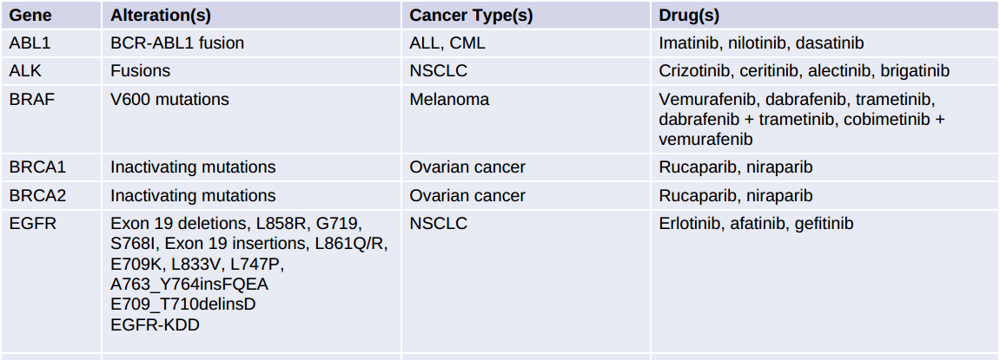 Gene Alteration(s) Cancer Type(s) Drug(s)
ABL1 BCR-ABL1 fusion ALL, CML Imatinib, nilotinib, dasatinib
ALK Fusions NSCLC Crizotinib, ceritinib, alectinib, brigatinib
BRAF V600 mutations Melanoma Vemurafenib, dabrafenib, trametinib,
dabrafenib + trametinib, cobimetinib +
vemurafenib
BRCA1 Inactivating mutations Ovarian cancer Rucaparib, niraparib
BRCA2 Inactivating mutations Ovarian cancer Rucaparib, niraparib
EGFR Exon 19 deletions, L858R, G719, NSCLC Erlotinib, afatinib, gefitinib
S768I, Exon 19 insertions, L861Q/R,
E709K, L833V, L747P,
A763_Y764insFQEA
E709_T710delinsD
EGFR-KDD